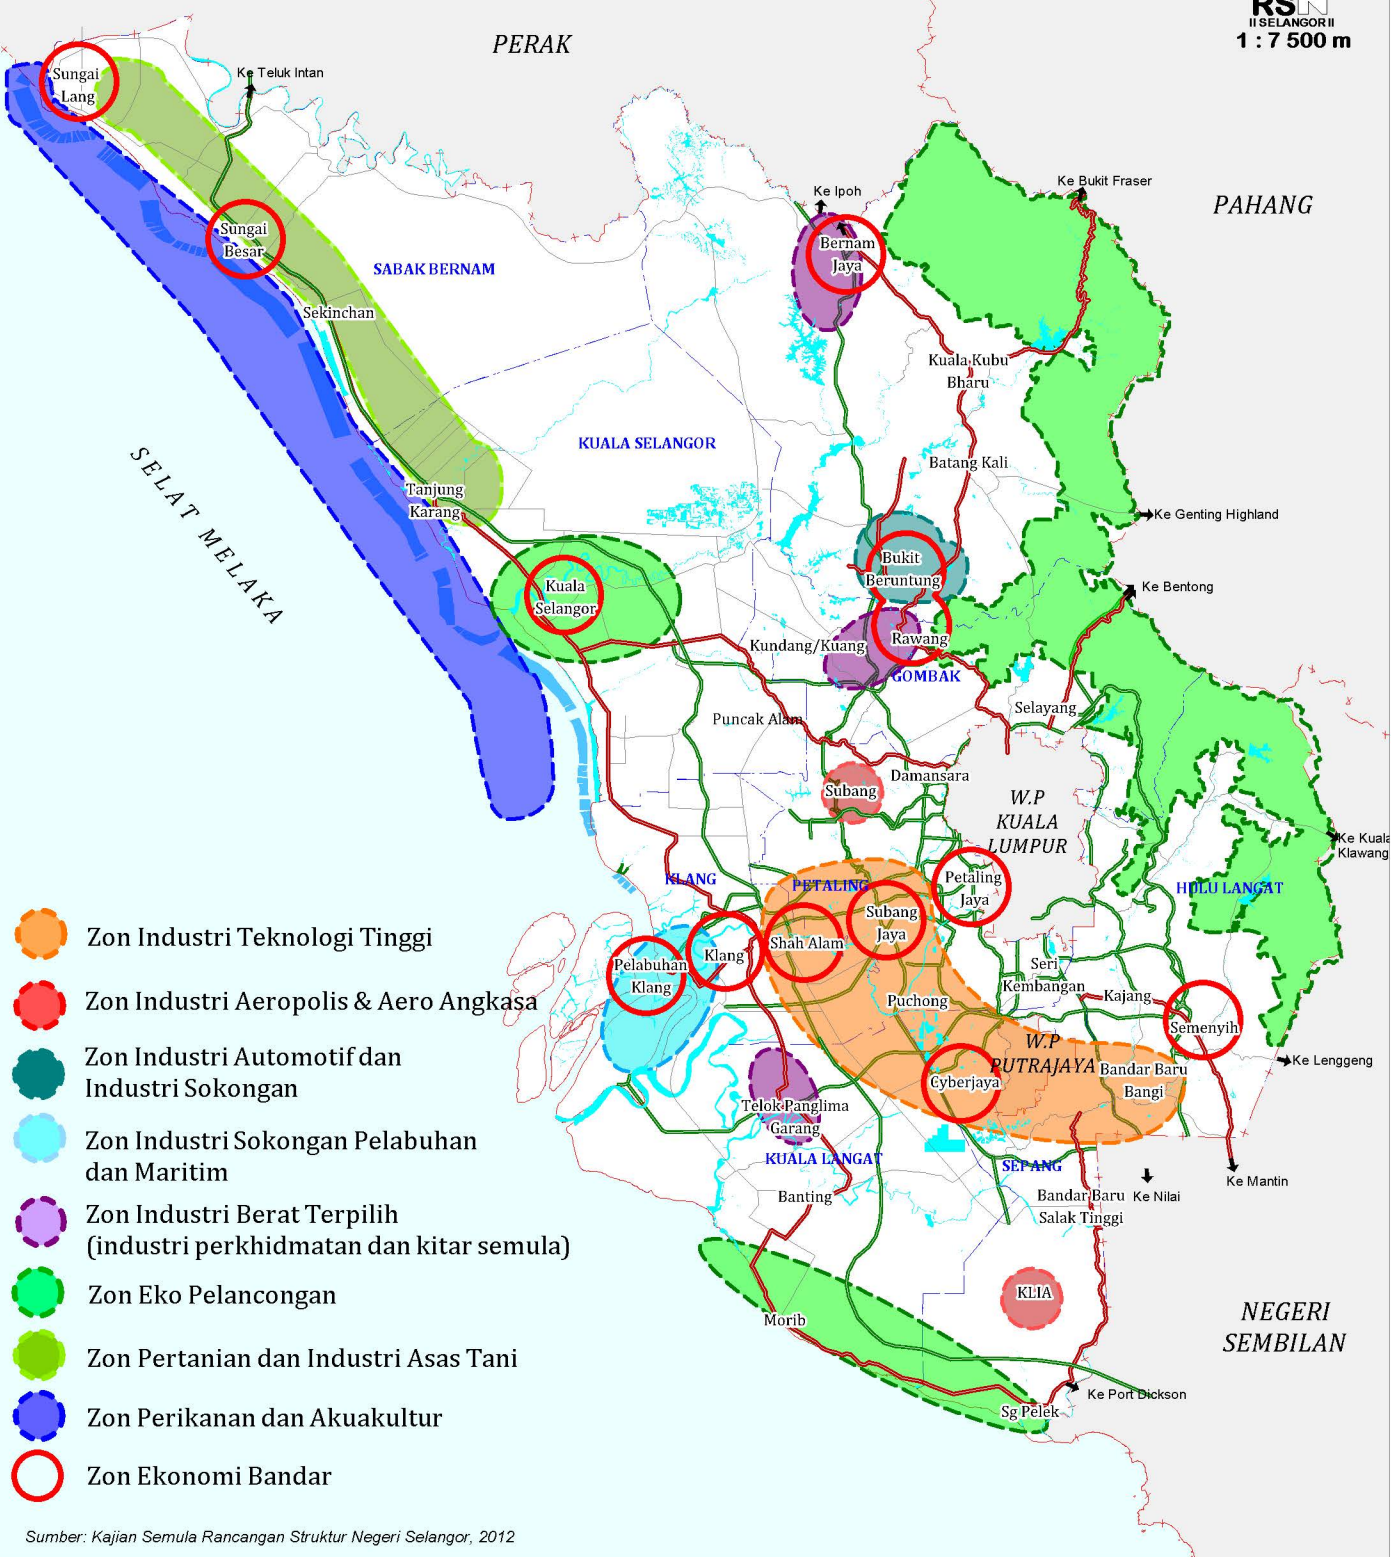 RSN
II SELANGOR II
1 : 7 500 m
PERAK
Sungai
Lang
Ke Teluk Intan
Ke Bukit Fraser
Ke Ipoh
PAHANG
Sungai
Besar
Bernam
Jaya
SABAK BERNAM
Sekinchan
Kuala Kubu
Bharu
KUALA SELANGOR
Batang Kali
SELAT MELAKA
Tanjung
Karang
Ke Genting Highland
Bukit
Beruntung
Kuala
Selangor
Ke Bentong
Rawang
Kundang/Kuang
GOMBAK
Selayang
Puncak Alam
Damansara
Subang
W.P
KUALA
LUMPUR
Ke Kuala
Klawang
KLANG
PETALING
Petaling
Jaya
HULU LANGAT
Subang
Jaya
Shah Alam
Klang
Pelabuhan
Klang
Seri
Kembangan
Kajang
Puchong
Semenyih
W.P
PUTRAJAYA
Cyberjaya
Bandar Baru
Bangi
Ke Lenggeng
Telok Panglima
Garang
KUALA LANGAT
SEPANG
Banting
Bandar Baru
Salak Tinggi
Ke Nilai
Ke Mantin
KLIA
Morib
NEGERI
SEMBILAN
Ke Port Dickson
Sg Pelek
Zon Industri Teknologi Tinggi
Zon Industri Aeropolis & Aero Angkasa
Zon Industri Automotif dan
Industri Sokongan
Zon Industri Sokongan Pelabuhan
dan Maritim
Zon Industri Berat Terpilih
(industri perkhidmatan dan kitar semula)
Zon Eko Pelancongan
Zon Pertanian dan Industri Asas Tani
Zon Perikanan dan Akuakultur
Zon Ekonomi Bandar
Sumber: Kajian Semula Rancangan Struktur Negeri Selangor, 2012